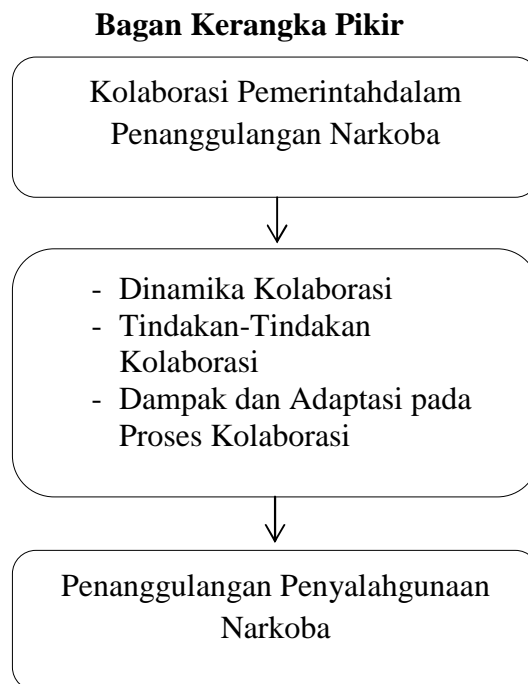 Bagan Kerangka Pikir
Kolaborasi Pemerintahdalam
Penanggulangan Narkoba
- Dinamika Kolaborasi
- Tindakan-Tindakan
Kolaborasi
- Dampak dan Adaptasi pada
Proses Kolaborasi
Penanggulangan Penyalahgunaan
Narkoba